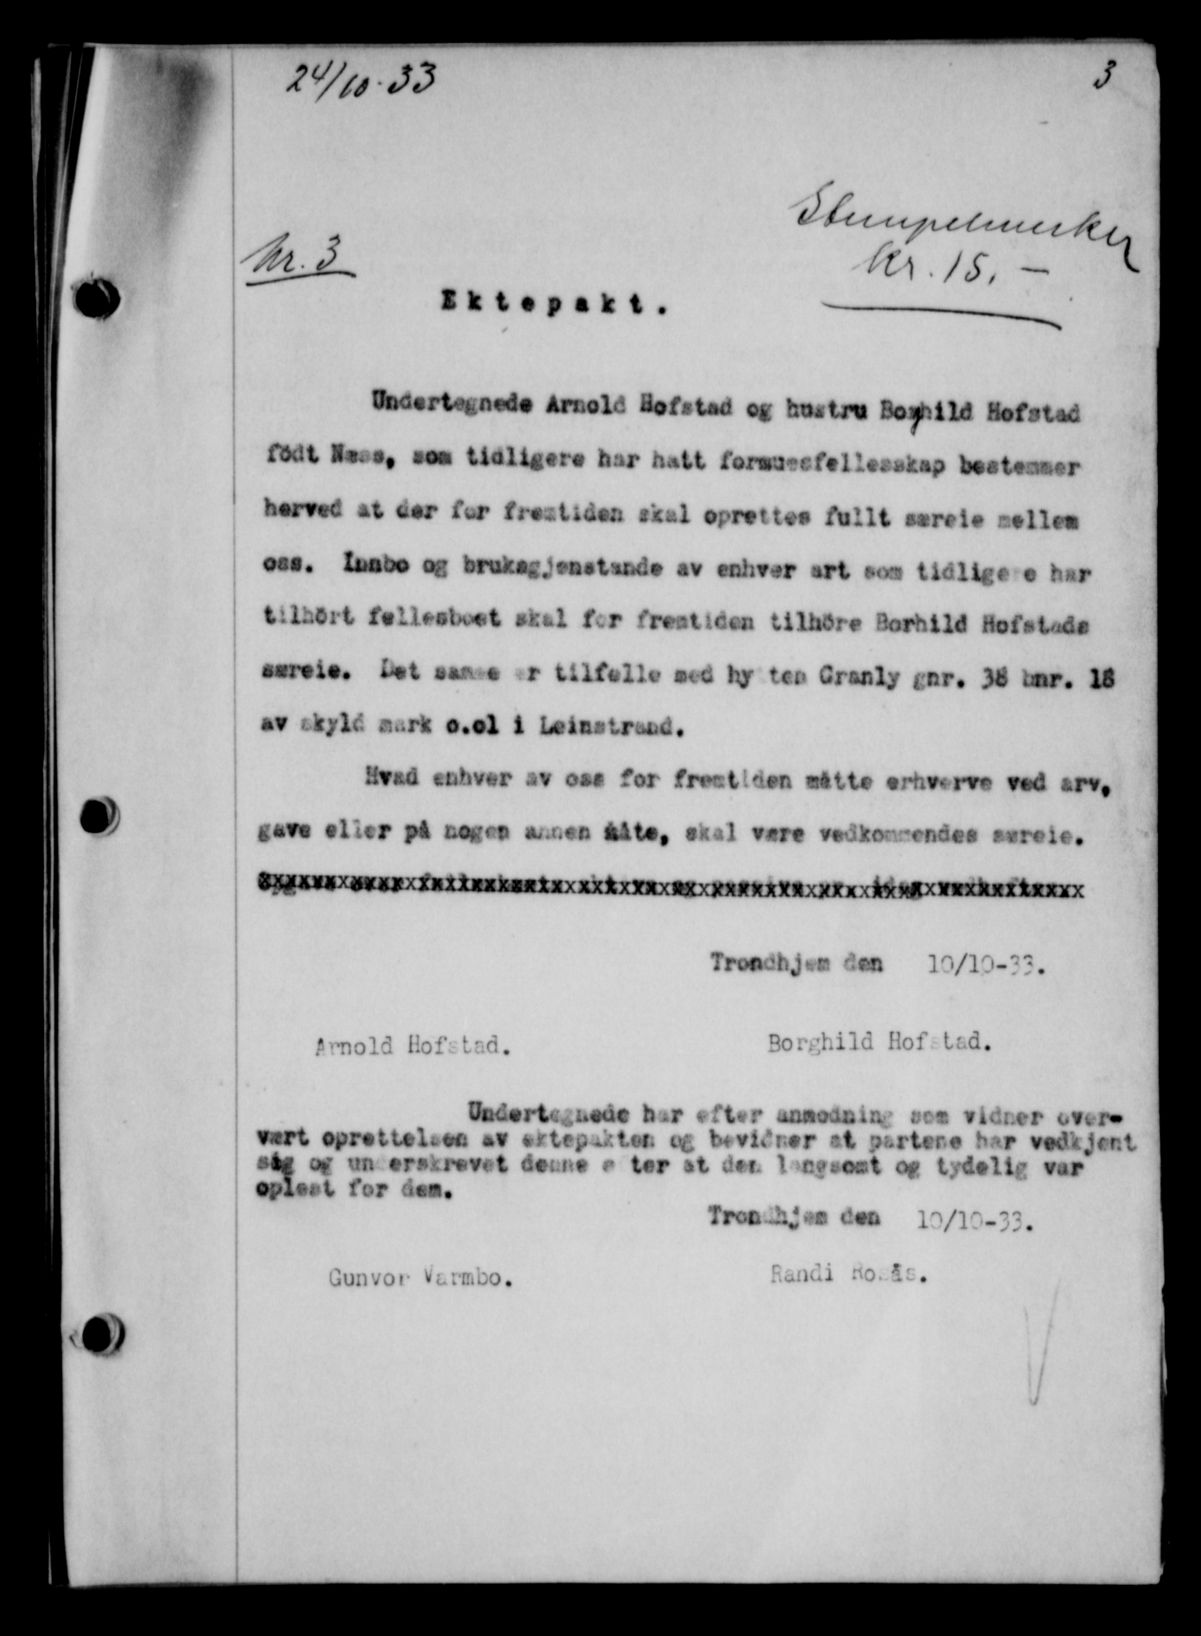 24/10-33
3
Stempelmerker
Kr. 15.-
Nr. 3
Ektepakt.
Undertegnede Arnold Hofstad og hustru Borghild Hofstad
födt Næss, som tidligere har hatt formuesfellesskap bestemmer
herved at der for fremtiden skal oprettes fullt særeie mellem
oss. Innbo og bruksgjenstande av enhver art som tidligere har
tilhört fellesboet skal for fremtiden tilhöre Borhild Hofstads
særeie. Det samme er tilfelle med hytten Granly gnr. 38 bnr. 18
av skyld mark o.ol i Leinstrand.
Hvad enhver av oss for fremtiden måtte erhverve ved arv,
gave eller på nogen annen måte, skal være vedkommendes særeie.
Trondhjem den 10/10-33.
Arnold Hofstad.
Borghild Hofstad.
Undertegnede har efter anmodning som vidner over-
vært oprettelsen av ektepakten og bevidner at partene har vedkjent
sig og underskrevet denne efter at den langsomt og tydelig var
oplest for dem.
Trondhjem den 10/10-33.
Gunvor Varmbo.
Randi Rosås.